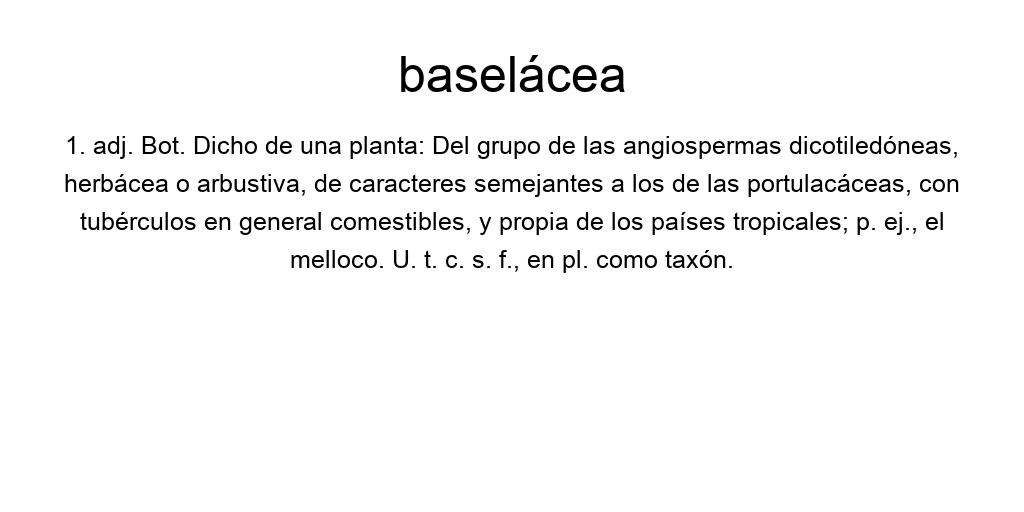 baselácea
1. adj. Bot. Dicho de una planta: Del grupo de las angiospermas dicotiledóneas,
herbácea o arbustiva, de caracteres semejantes a los de las portulacáceas, con
tubérculos en general comestibles, y propia de los países tropicales; p. ej., el
melloco. U. t. c. s. f., en pl. como taxón.